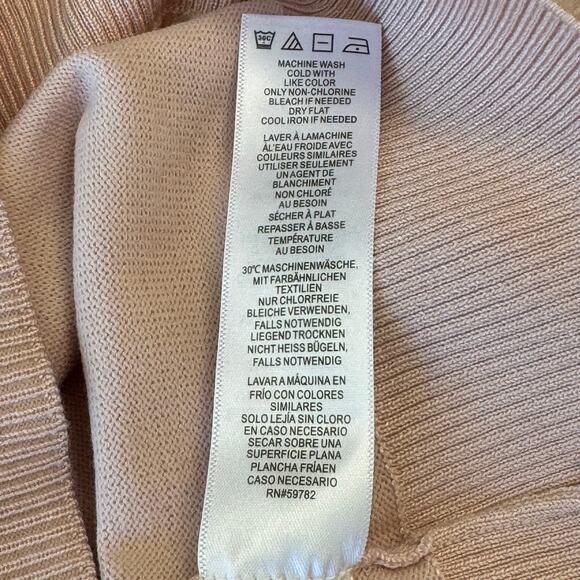 30C
MACHINE WASH
COLD WITH
LIKE COLOR
ONLY NON-CHLORINE
BLEACH IF NEEDED
DRY FLAT
COOL IRON IF NEEDED
LAVER À LAMACHINE
ÁL'EAU FROIDE AVEC
COULEURS SIMILAIRES
UTILISER SEULEMENT
UN AGENT DE
BLANCHIMENT
NON CHLORÉ
AU BESOIN
SÉCHER À PLAT
REPASSER À BASSE
TEMPÉRATURE
AU BESOIN
30℃ MASCHINENWÄSCHE,
MIT FARBÄHNLICHEN
TEXTILIEN
NUR CHLORFREIE
BLEICHE VERWENDEN,
FALLS NOTWENDIG
LIEGEND TROCKNEN
NICHT HEISS BÜGELN,
FALLS NOTWENDIG
LAVAR A MÁQUINA EN
FRÍO CON COLORES
SIMILARES
SOLO LEJÍA SIN CLORO
EN CASO NECESARIO
SECAR SOBRE UNA
SUPERFICIE PLANA
PLANCHA FRÍAEN
CASO NECESARIO
RN#59782